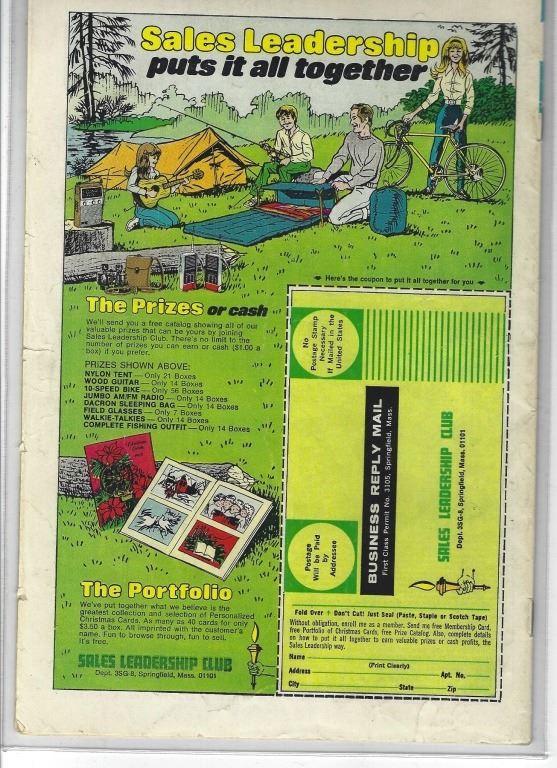 Sales Leadership
puts it all together
Here's the coupon to put it all together for you
The Prizes or cash
We'll send you a free catalog showing all of our
valuable prizes that can be yours by joining
Sales Leadership Club. There's no limit to the
number of prizes you can earn or cash ($1.00 a
box) if you prefer.
PRIZES SHOWN ABOVE:
NYLON TENT — Only 21 Boxes
WOOD GUITAR — Only 14 Boxes
10-SPEED BIKE — Only 56 Boxes
JUMBO AM/FM RADIO — Only 14 Boxes
DACRON SLEEPING BAG — Only 14 Boxes
FIELD GLASSES — Only 7 Boxes
WALKIE-TALKIES — Only 14 Boxes
COMPLETE FISHING OUTFIT — Only 14 Boxes
The Portfolio
We've put together what we believe is the
greatest collection and selection of Personalized
Christmas Cards. As many as 40 cards for only
$3.50 a box. All imprinted with the customer's
name. Fun to browse through, fun to sell.
It's free.
SALES LEADERSHIP CLUB
Dept. 3SG-8, Springfield, Mass. 01101
No
Postage Stamp
Necessary
If Mailed in the
United States
BUSINESS REPLY MAIL
First Class Permit No. 3105, Springfield, Mass.
Postage
Will be Paid
by
Addressee
SALES LEADERSHIP CLUB
Dept. 3SG-8, Springfield, Mass. 01101
Fold Over ↑ Don't Cut! Just Seal (Paste, Staple or Scotch Tape)
Without obligation, enroll me as a member. Send me free Membership Card,
free Portfolio of Christmas Cards, free Prize Catalog. Also, complete details
on how to put it all together to earn valuable prizes or cash profits, the
Sales Leadership way.
Name
(Print Clearly)
Address Apt. No.
City State Zip